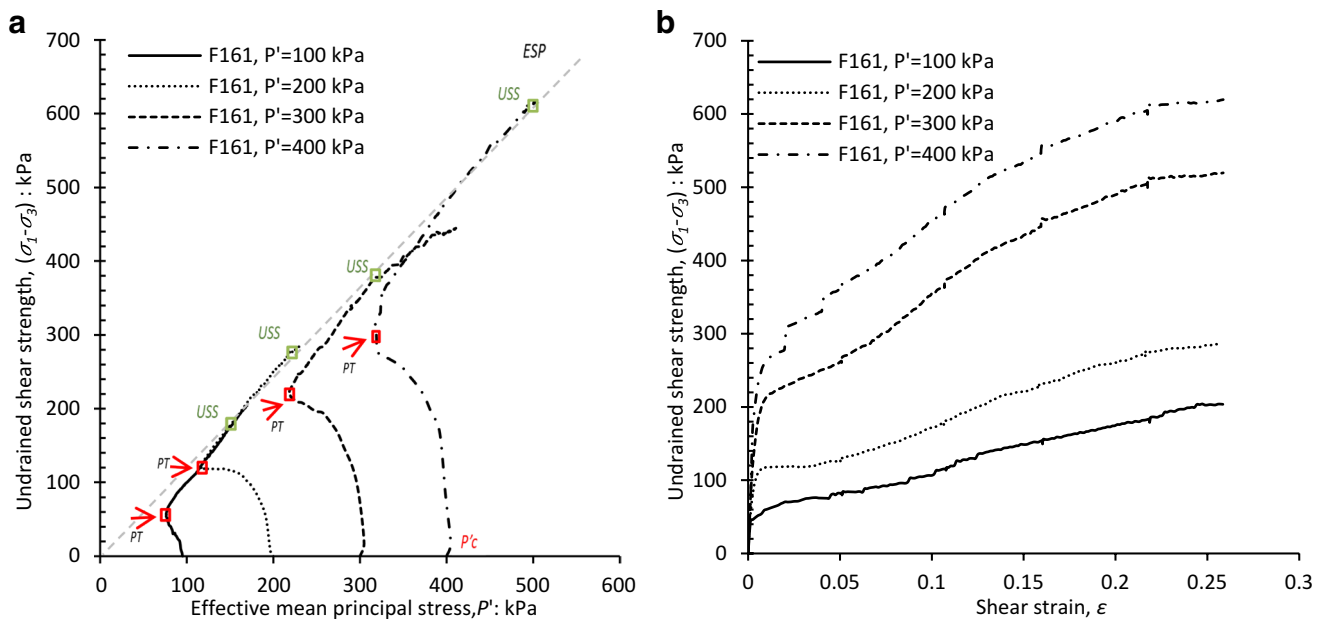 a
700
600
500
400
300
200
100
0
0 100 200 300 400 500 600
Undrained shear strength, (σ1-σ3) : kPa
Effective mean principal stress,P': kPa
F161, P'=100 kPa
F161, P'=200 kPa
F161, P'=300 kPa
F161, P'=400 kPa
ESP
USS
USS
USS
USS
PT
PT
PT
PT
P'c
b
700
600
500
400
300
200
100
0
0 0.05 0.1 0.15 0.2 0.25 0.3
Undrained shear strength, (σ1-σ3) : kPa
Shear strain, ε
F161, P'=100 kPa
F161, P'=200 kPa
F161, P'=300 kPa
F161, P'=400 kPa